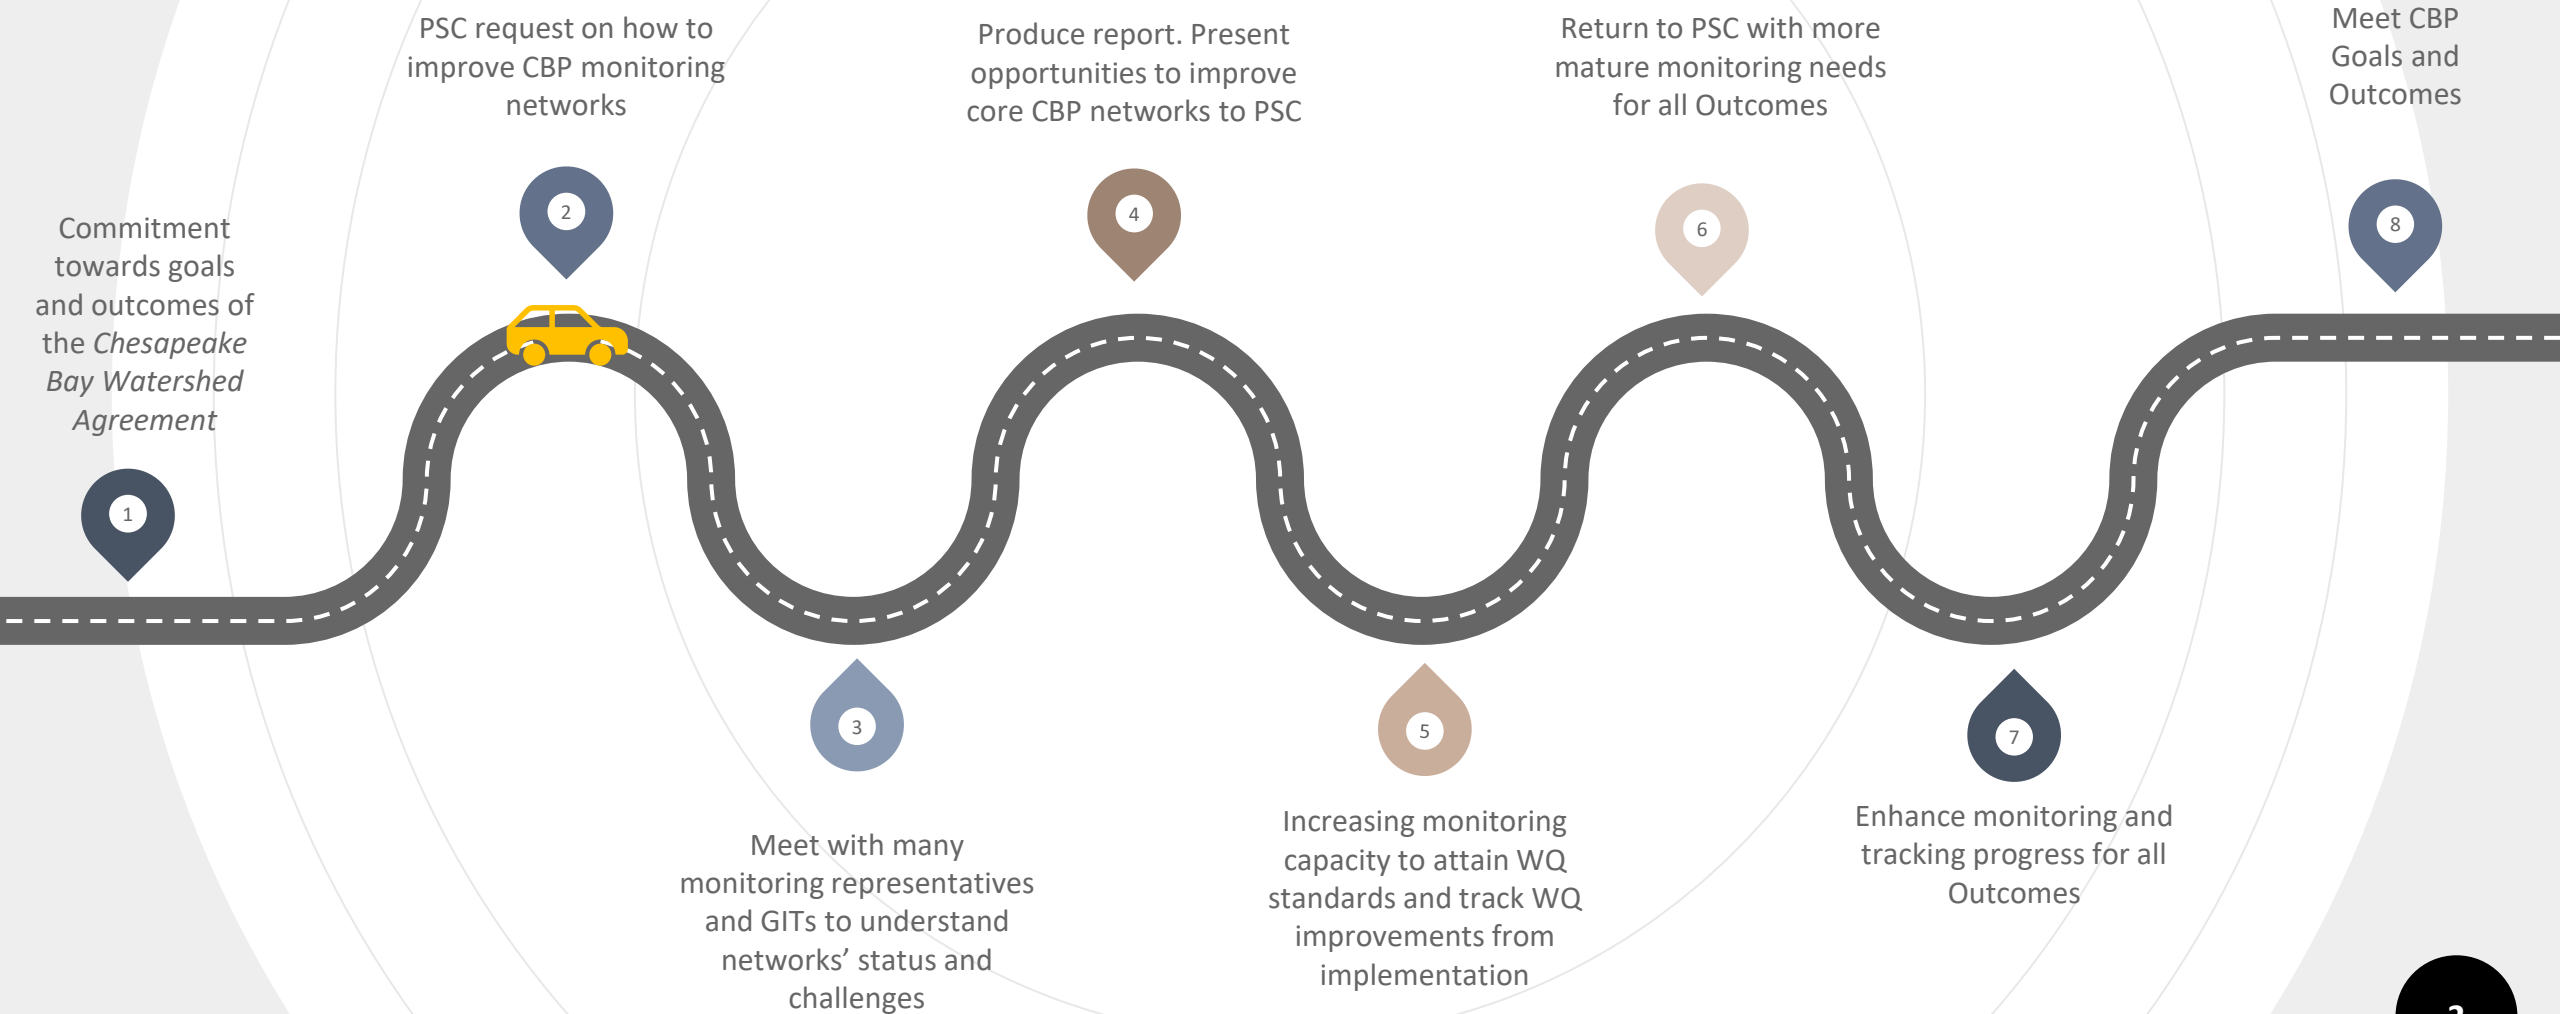 Commitment
towards goals
and outcomes of
the Chesapeake
Bay Watershed
Agreement
1
PSC request on how to
improve CBP monitoring
networks
2
Meet with many
monitoring representatives
and GITs to understand
networks’ status and
challenges
3
Produce report. Present
opportunities to improve
core CBP networks to PSC
4
Increasing monitoring
capacity to attain WQ
standards and track WQ
improvements from
implementation
5
Return to PSC with more
mature monitoring needs
for all Outcomes
6
Enhance monitoring and
tracking progress for all
Outcomes
7
Meet CBP
Goals and
Outcomes
8